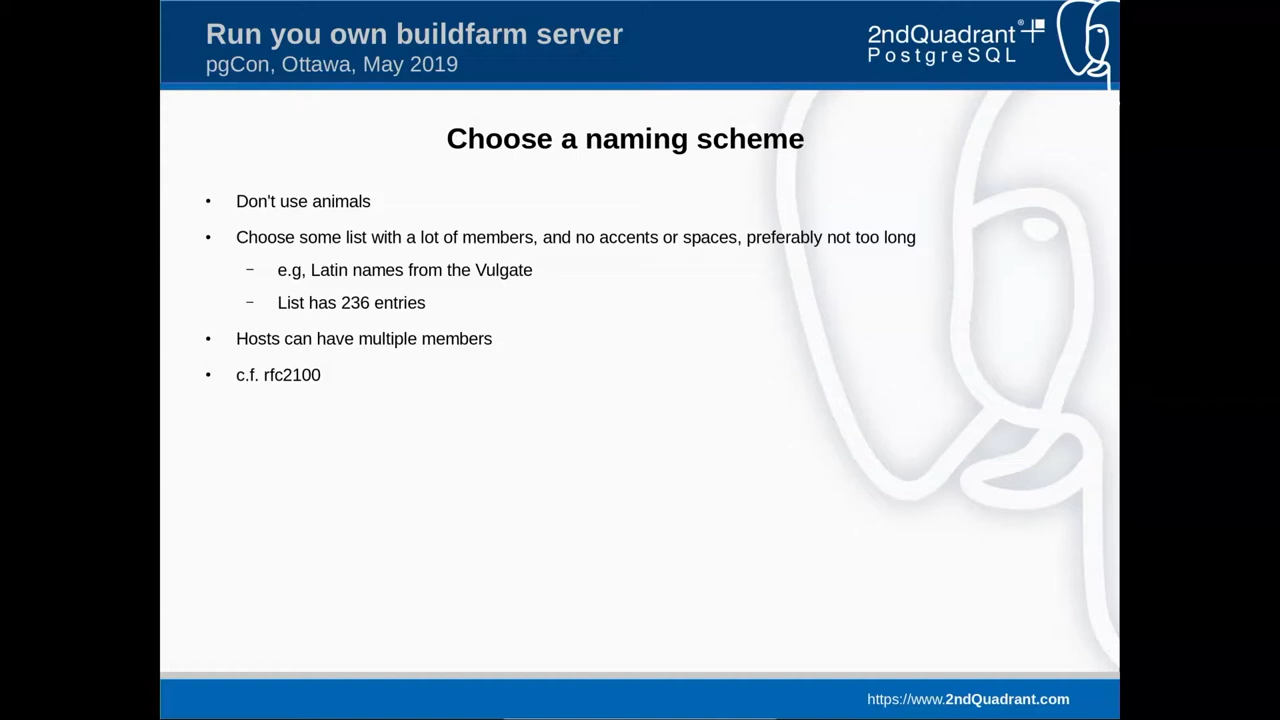 Run you own buildfarm server
pgCon, Ottawa, May 2019
2ndQuadrant®
PostgreSQL
Choose a naming scheme
• Don't use animals
• Choose some list with a lot of members, and no accents or spaces, preferably not too long
– e.g, Latin names from the Vulgate
– List has 236 entries
• Hosts can have multiple members
• c.f. rfc2100
https://www.2ndQuadrant.com